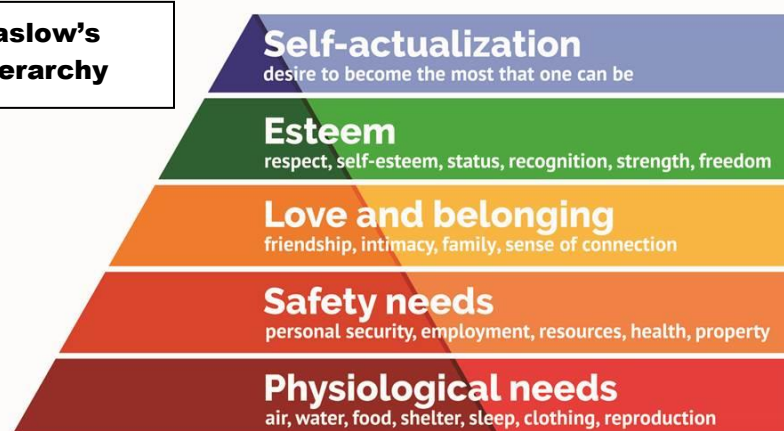 aslow’s
erarchy
Self-actualization
desire to become the most that one can be
Esteem
respect, self-esteem, status, recognition, strength, freedom
Love and belonging
friendship, intimacy, family, sense of connection
Safety needs
personal security, employment, resources, health, property
Physiological needs
air, water, food, shelter, sleep, clothing, reproduction